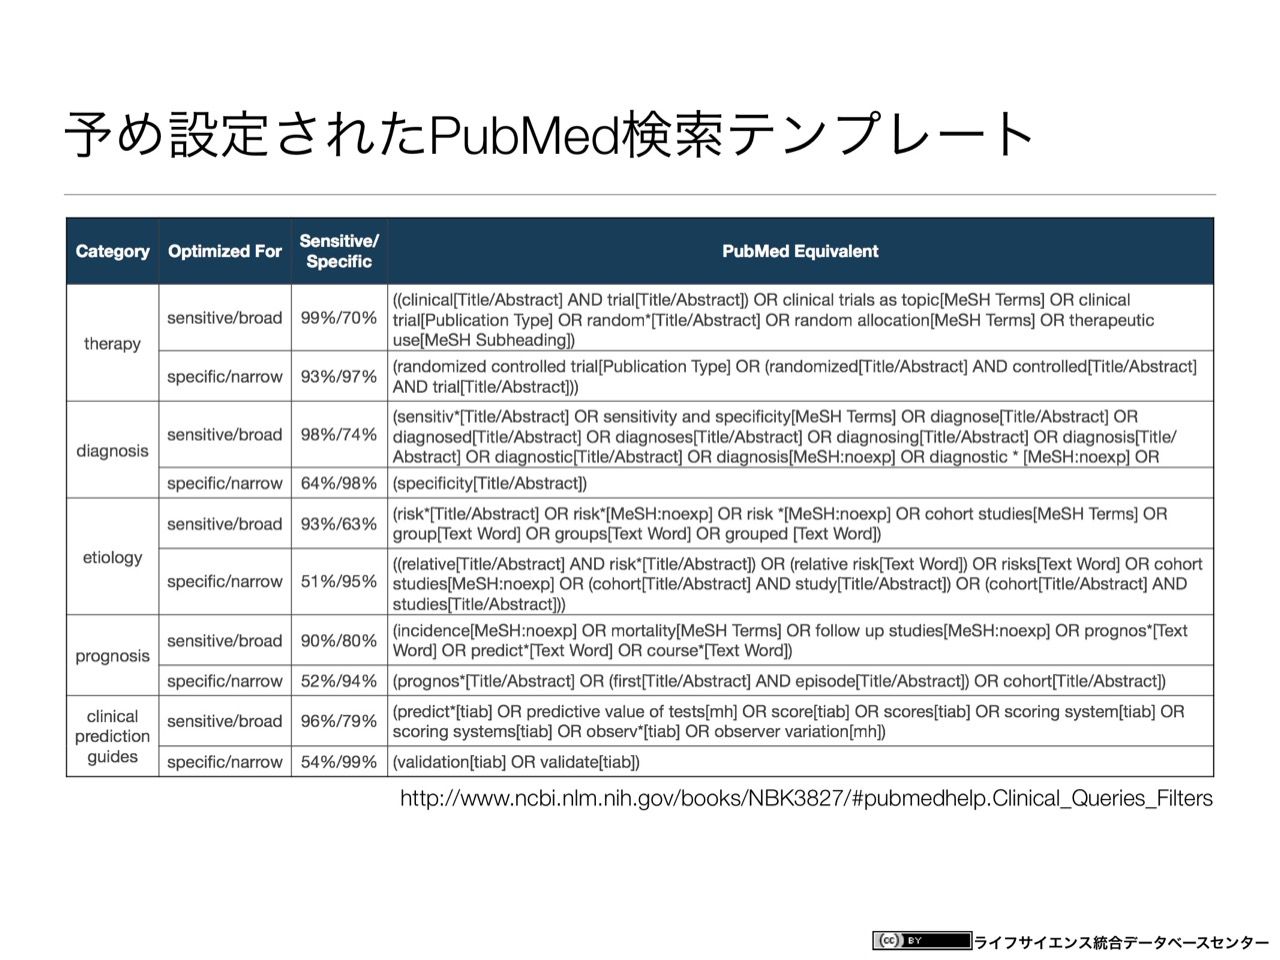 予め設定されたPubMed検索テンプレート
Category Optimized For Sensitive/ Specific PubMed Equivalent
therapy
sensitive/broad 99%/70% ((clinical[Title/Abstract] AND trial[Title/Abstract]) OR clinical trials as topic[MeSH Terms] OR clinical
trial[Publication Type] OR random*[Title/Abstract] OR random allocation[MeSH Terms] OR therapeutic
use[MeSH Subheading])
specific/narrow 93%/97% (randomized controlled trial[Publication Type] OR (randomized[Title/Abstract] AND controlled[Title/Abstract]
AND trial[Title/Abstract]))
diagnosis
sensitive/broad 98%/74% (sensitiv*[Title/Abstract] OR sensitivity and specificity[MeSH Terms] OR diagnose[Title/Abstract] OR
diagnosed[Title/Abstract] OR diagnoses[Title/Abstract] OR diagnosing[Title/Abstract] OR diagnosis[Title/
Abstract] OR diagnostic[Title/Abstract] OR diagnosis[MeSH:noexp] OR diagnostic * [MeSH:noexp] OR
specific/narrow 64%/98% (specificity[Title/Abstract])
etiology
sensitive/broad 93%/63% (risk*[Title/Abstract] OR risk*[MeSH:noexp] OR risk *[MeSH:noexp] OR cohort studies[MeSH Terms] OR
group[Text Word] OR groups[Text Word] OR grouped [Text Word])
specific/narrow 51%/95% ((relative[Title/Abstract] AND risk*[Title/Abstract]) OR (relative risk[Text Word]) OR risks[Text Word] OR cohort
studies[MeSH:noexp] OR (cohort[Title/Abstract] AND study[Title/Abstract]) OR (cohort[Title/Abstract] AND
studies[Title/Abstract]))
prognosis
sensitive/broad 90%/80% (incidence[MeSH:noexp] OR mortality[MeSH Terms] OR follow up studies[MeSH:noexp] OR prognos*[Text
Word] OR predict*[Text Word] OR course*[Text Word])
specific/narrow 52%/94% (prognos*[Title/Abstract] OR (first[Title/Abstract] AND episode[Title/Abstract]) OR cohort[Title/Abstract])
clinical
prediction
guides
sensitive/broad 96%/79% (predict*[tiab] OR predictive value of tests[mh] OR score[tiab] OR scores[tiab] OR scoring system[tiab] OR
scoring systems[tiab] OR observ*[tiab] OR observer variation[mh])
specific/narrow 54%/99% (validation[tiab] OR validate[tiab])
http://www.ncbi.nlm.nih.gov/books/NBK3827/#pubmedhelp.Clinical_Queries_Filters
cc BY ライフサイエンス統合データベースセンター